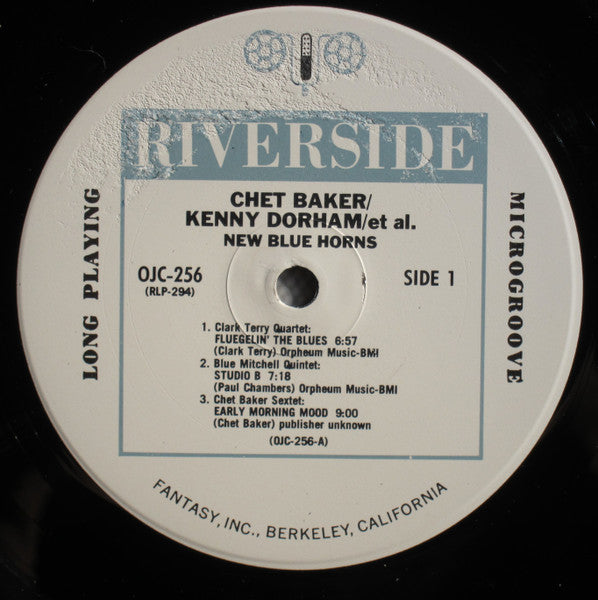 RIVERSIDE
CHET BAKER/
KENNY DORHAM/et al.
NEW BLUE HORNS
OJC-256
(RLP-294)
SIDE 1
LONG PLAYING
MICROGROOVE
1. Clark Terry Quartet:
FLUEGELIN' THE BLUES 6:57
(Clark Terry) Orpheum Music-BMI
2. Blue Mitchell Quintet:
STUDIO B 7:18
(Paul Chambers) Orpheum Music-BMI
3. Chet Baker Sextet:
EARLY MORNING MOOD 9:00
(Chet Baker) publisher unknown
(OJC-256-A)
FANTASY, INC., BERKELEY, CALIFORNIA